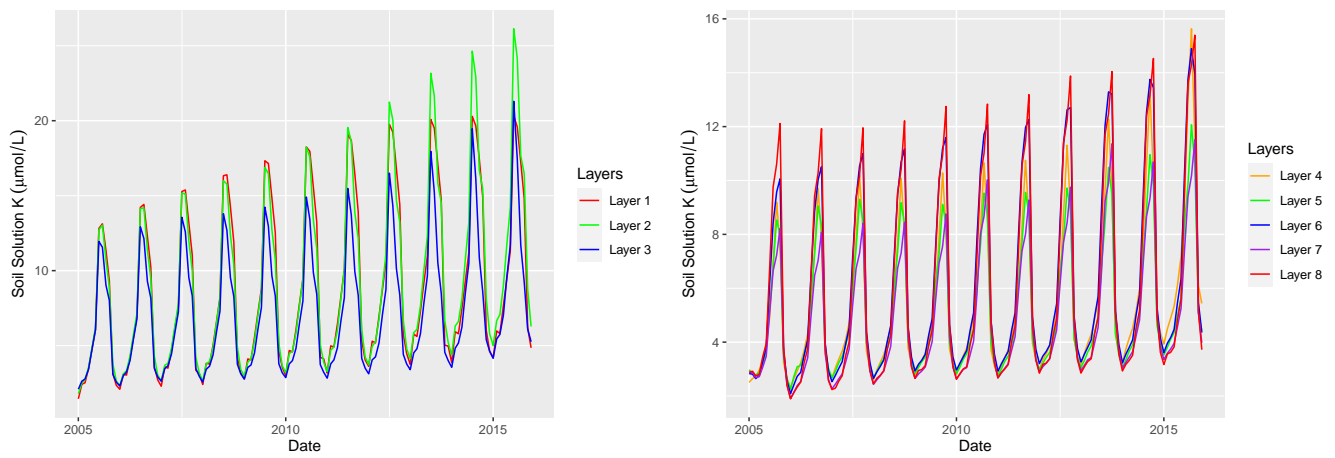 Soil Solution K (μmol/L)
20
10
2005
2010
2015
Date
Layers
Layer 1
Layer 2
Layer 3
Soil Solution K (μmol/L)
16
12
8
4
2005
2010
2015
Date
Layers
Layer 4
Layer 5
Layer 6
Layer 7
Layer 8